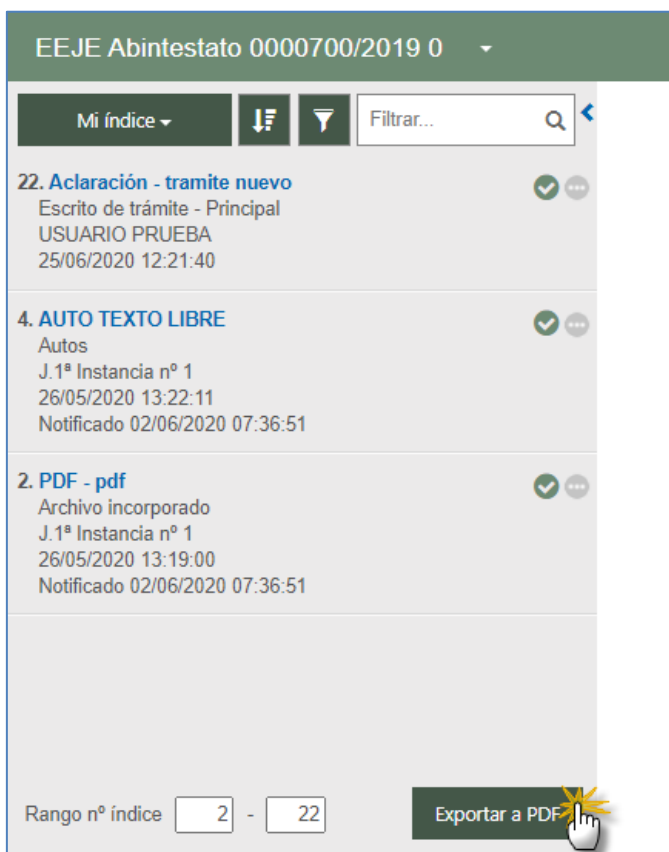 EEJE Abintestato 0000700/2019 0
Mi índice
Filtrar...
22. Aclaración - tramite nuevo
Escrito de trámite - Principal
USUARIO PRUEBA
25/06/2020 12:21:40
4. AUTO TEXTO LIBRE
Autos
J.1ª Instancia nº 1
26/05/2020 13:22:11
Notificado 02/06/2020 07:36:51
2. PDF - pdf
Archivo incorporado
J.1ª Instancia nº 1
26/05/2020 13:19:00
Notificado 02/06/2020 07:36:51
Rango nº índice 2 - 22 Exportar a PDF